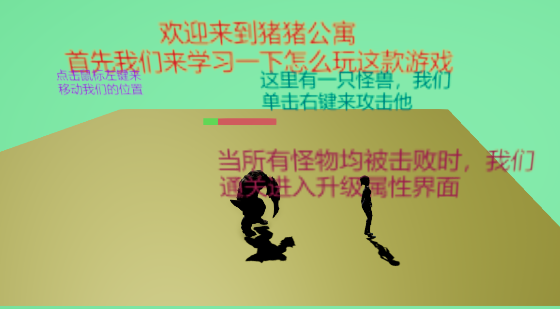 欢迎来到猪猪公寓
首先我们来学习一下怎么玩这款游戏
点击鼠标左键来
移动我们的位置
这里有一只怪兽，我们
单击右键来攻击他
当所有怪物均被击败时，我们
通关进入升级属性界面